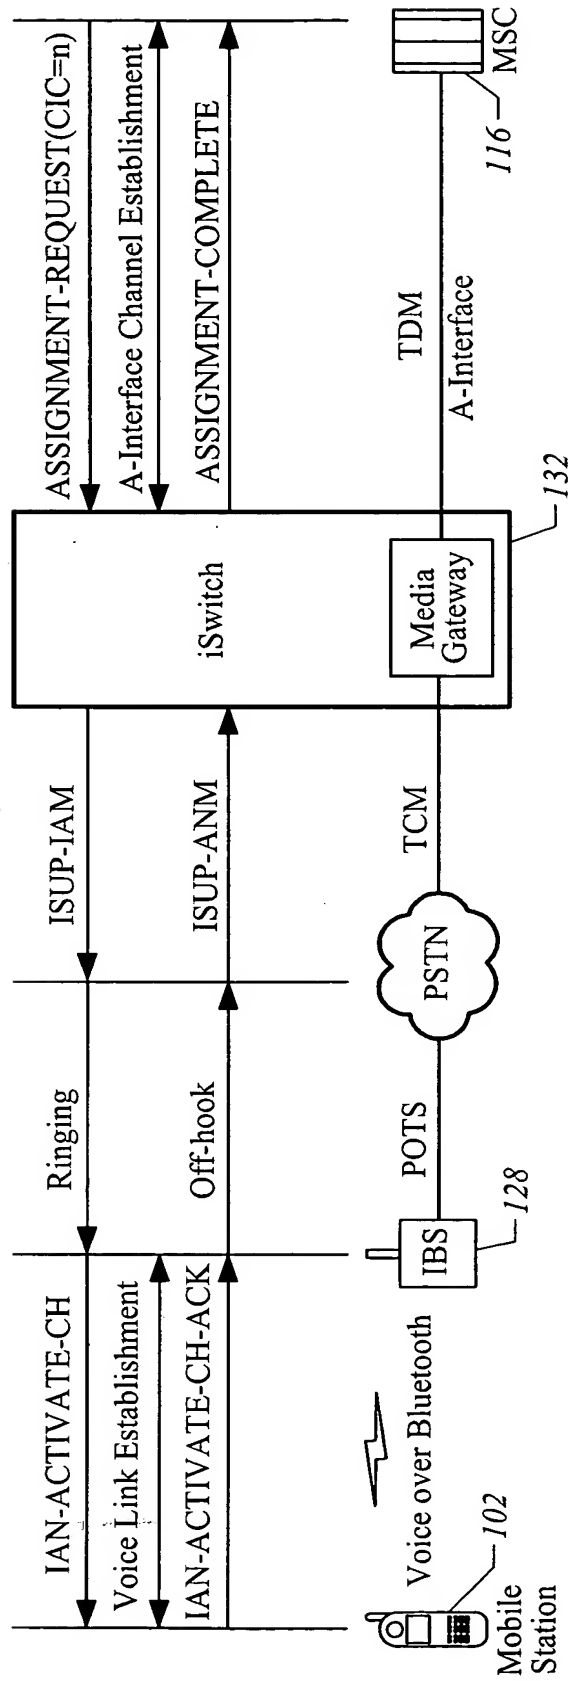 IAN-ACTIVATE-CH
Ringing
ISUP-IAM
ASSIGNMENT-REQUEST(CIC=n)
Voice Link Establishment
A-Interface Channel Establishment
IAN-ACTIVATE-CH-ACK
Off-hook
ISUP-ANM
iSwitch
ASSIGNMENT-COMPLETE
Voice over Bluetooth
IBS
POTS
PSTN
TCM
Media
Gateway
TDM
A-Interface
MSC
102
128
132
116
Mobile
Station